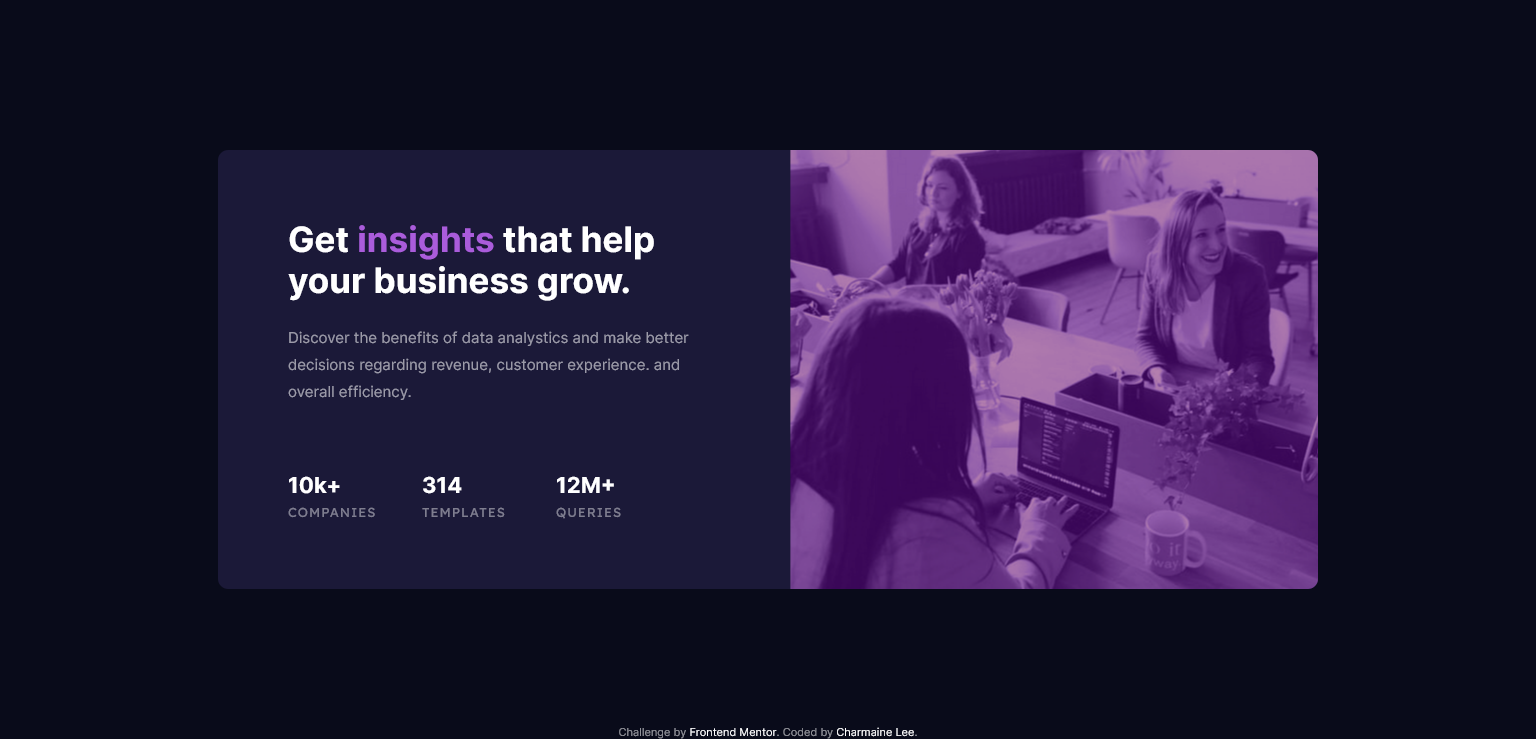 Get insights that help
your business grow.
Discover the benefits of data analystics and make better
decisions regarding revenue, customer experience. and
overall efficiency.
10k+ 314 12M+
COMPANIES TEMPLATES QUERIES
Challenge by Frontend Mentor. Coded by Charmaine Lee.